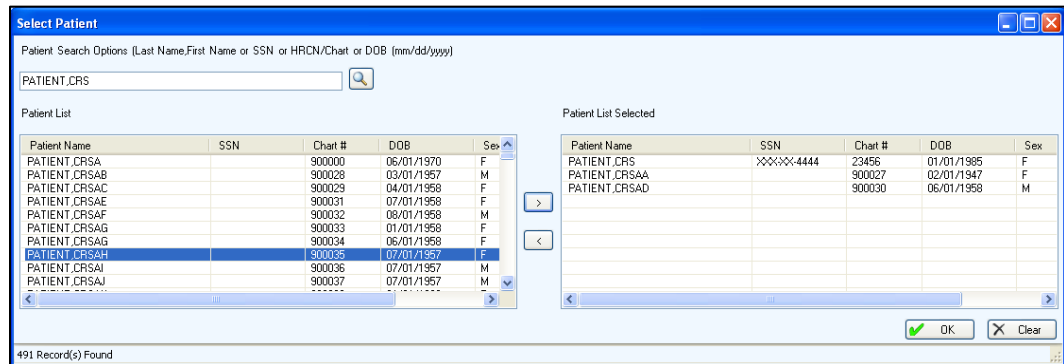 Select Patient
Patient Search Options (Last Name,First Name or SSN or HRCN/Chart or DOB (mm/dd/yyyy)
PATIENT,CRS
Patient List
Patient Name SSN Chart # DOB Sex
PATIENT,CRSA 900000 06/01/1970 F
PATIENT,CRSAB 900028 03/01/1957 M
PATIENT,CRSAC 900029 04/01/1958 F
PATIENT,CRSAE 900031 07/01/1958 F
PATIENT,CRSAF 900032 08/01/1958 M
PATIENT,CRSAG 900033 01/01/1958 F
PATIENT,CRSAG 900034 06/01/1958 F
PATIENT,CRSAH 900035 07/01/1957 F
PATIENT,CRSAI 900036 07/01/1957 M
PATIENT,CRSAJ 900037 07/01/1957 M
>
<
Patient List Selected
Patient Name SSN Chart # DOB Sex
PATIENT,CRS XXX-XX-4444 23456 01/01/1985 F
PATIENT,CRSAA 900027 02/01/1947 F
PATIENT,CRSAD 900030 06/01/1958 M
OK Clear
491 Record(s) Found